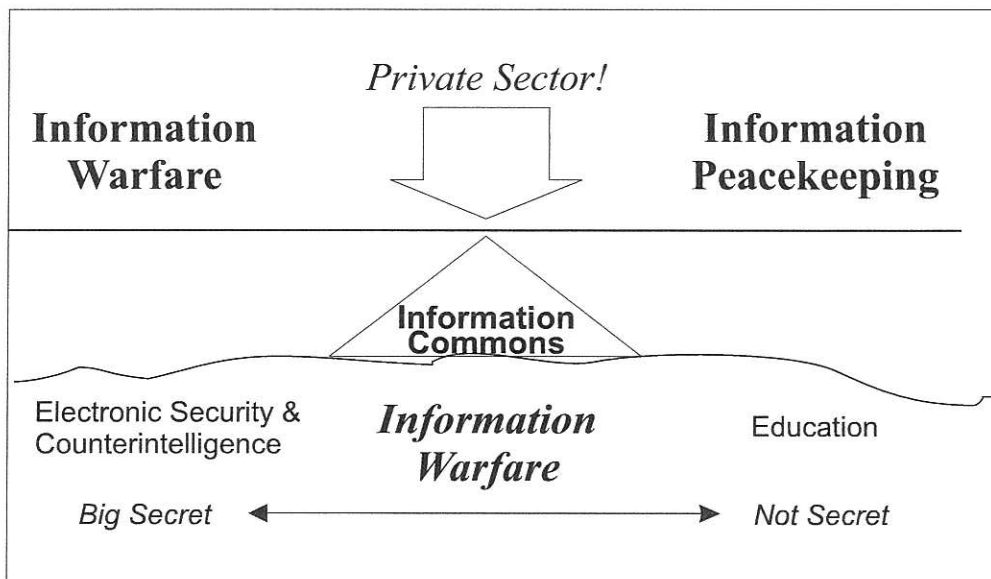 Private Sector!
Information
Warfare
Information
Peacekeeping
Information
Commons
Electronic Security &
Counterintelligence
Information
Warfare
Education
Big Secret
Not Secret